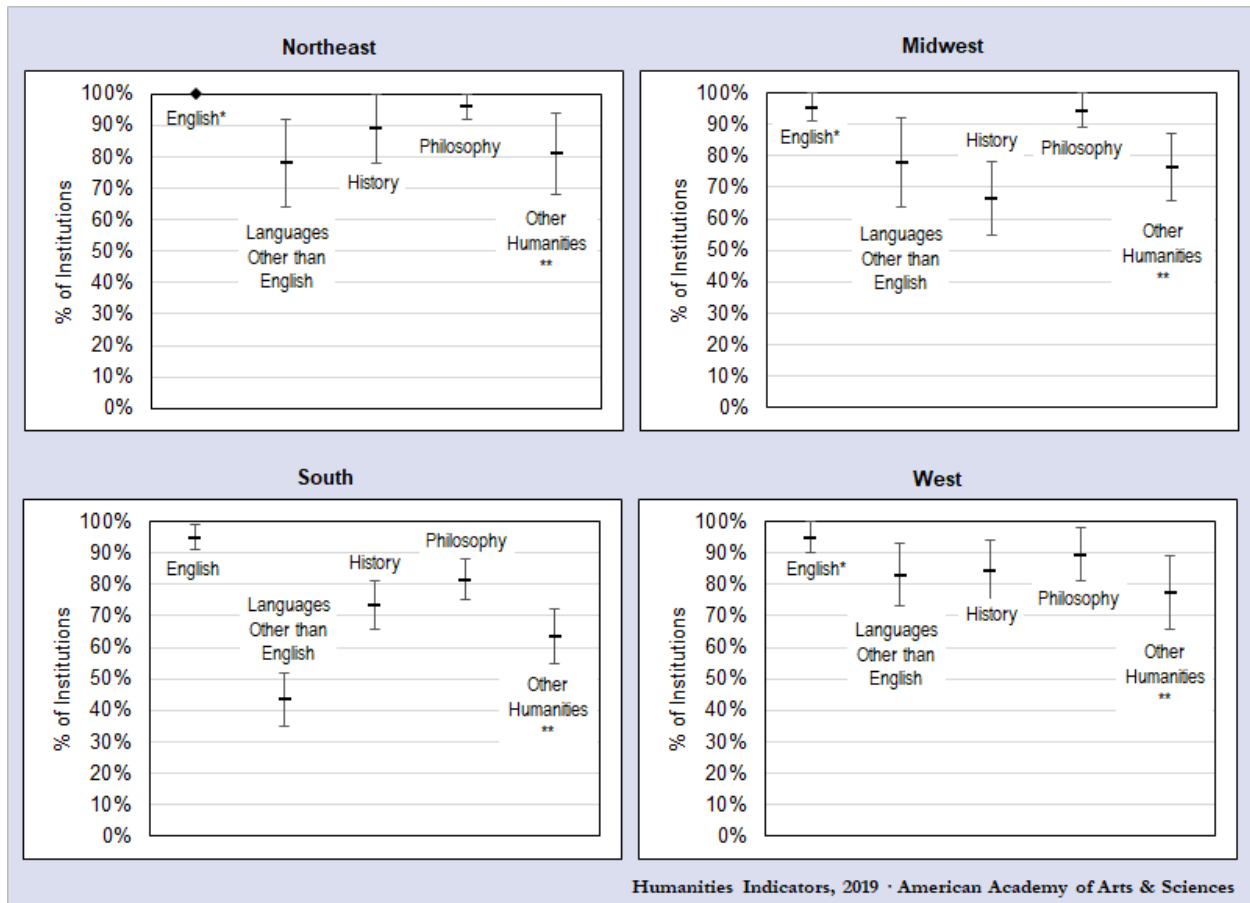 Northeast
% of Institutions
100%
90%
80%
70%
60%
50%
40%
30%
20%
10%
0%
English*
Languages
Other than
English
History
Philosophy
Other
Humanities
**
Midwest
% of Institutions
100%
90%
80%
70%
60%
50%
40%
30%
20%
10%
0%
English*
Languages
Other than
English
History
Philosophy
Other
Humanities
**
South
% of Institutions
100%
90%
80%
70%
60%
50%
40%
30%
20%
10%
0%
English
Languages
Other than
English
History
Philosophy
Other
Humanities
**
West
% of Institutions
100%
90%
80%
70%
60%
50%
40%
30%
20%
10%
0%
English*
Languages
Other than
English
History
Philosophy
Other
Humanities
**
Humanities Indicators, 2019 · American Academy of Arts & Sciences